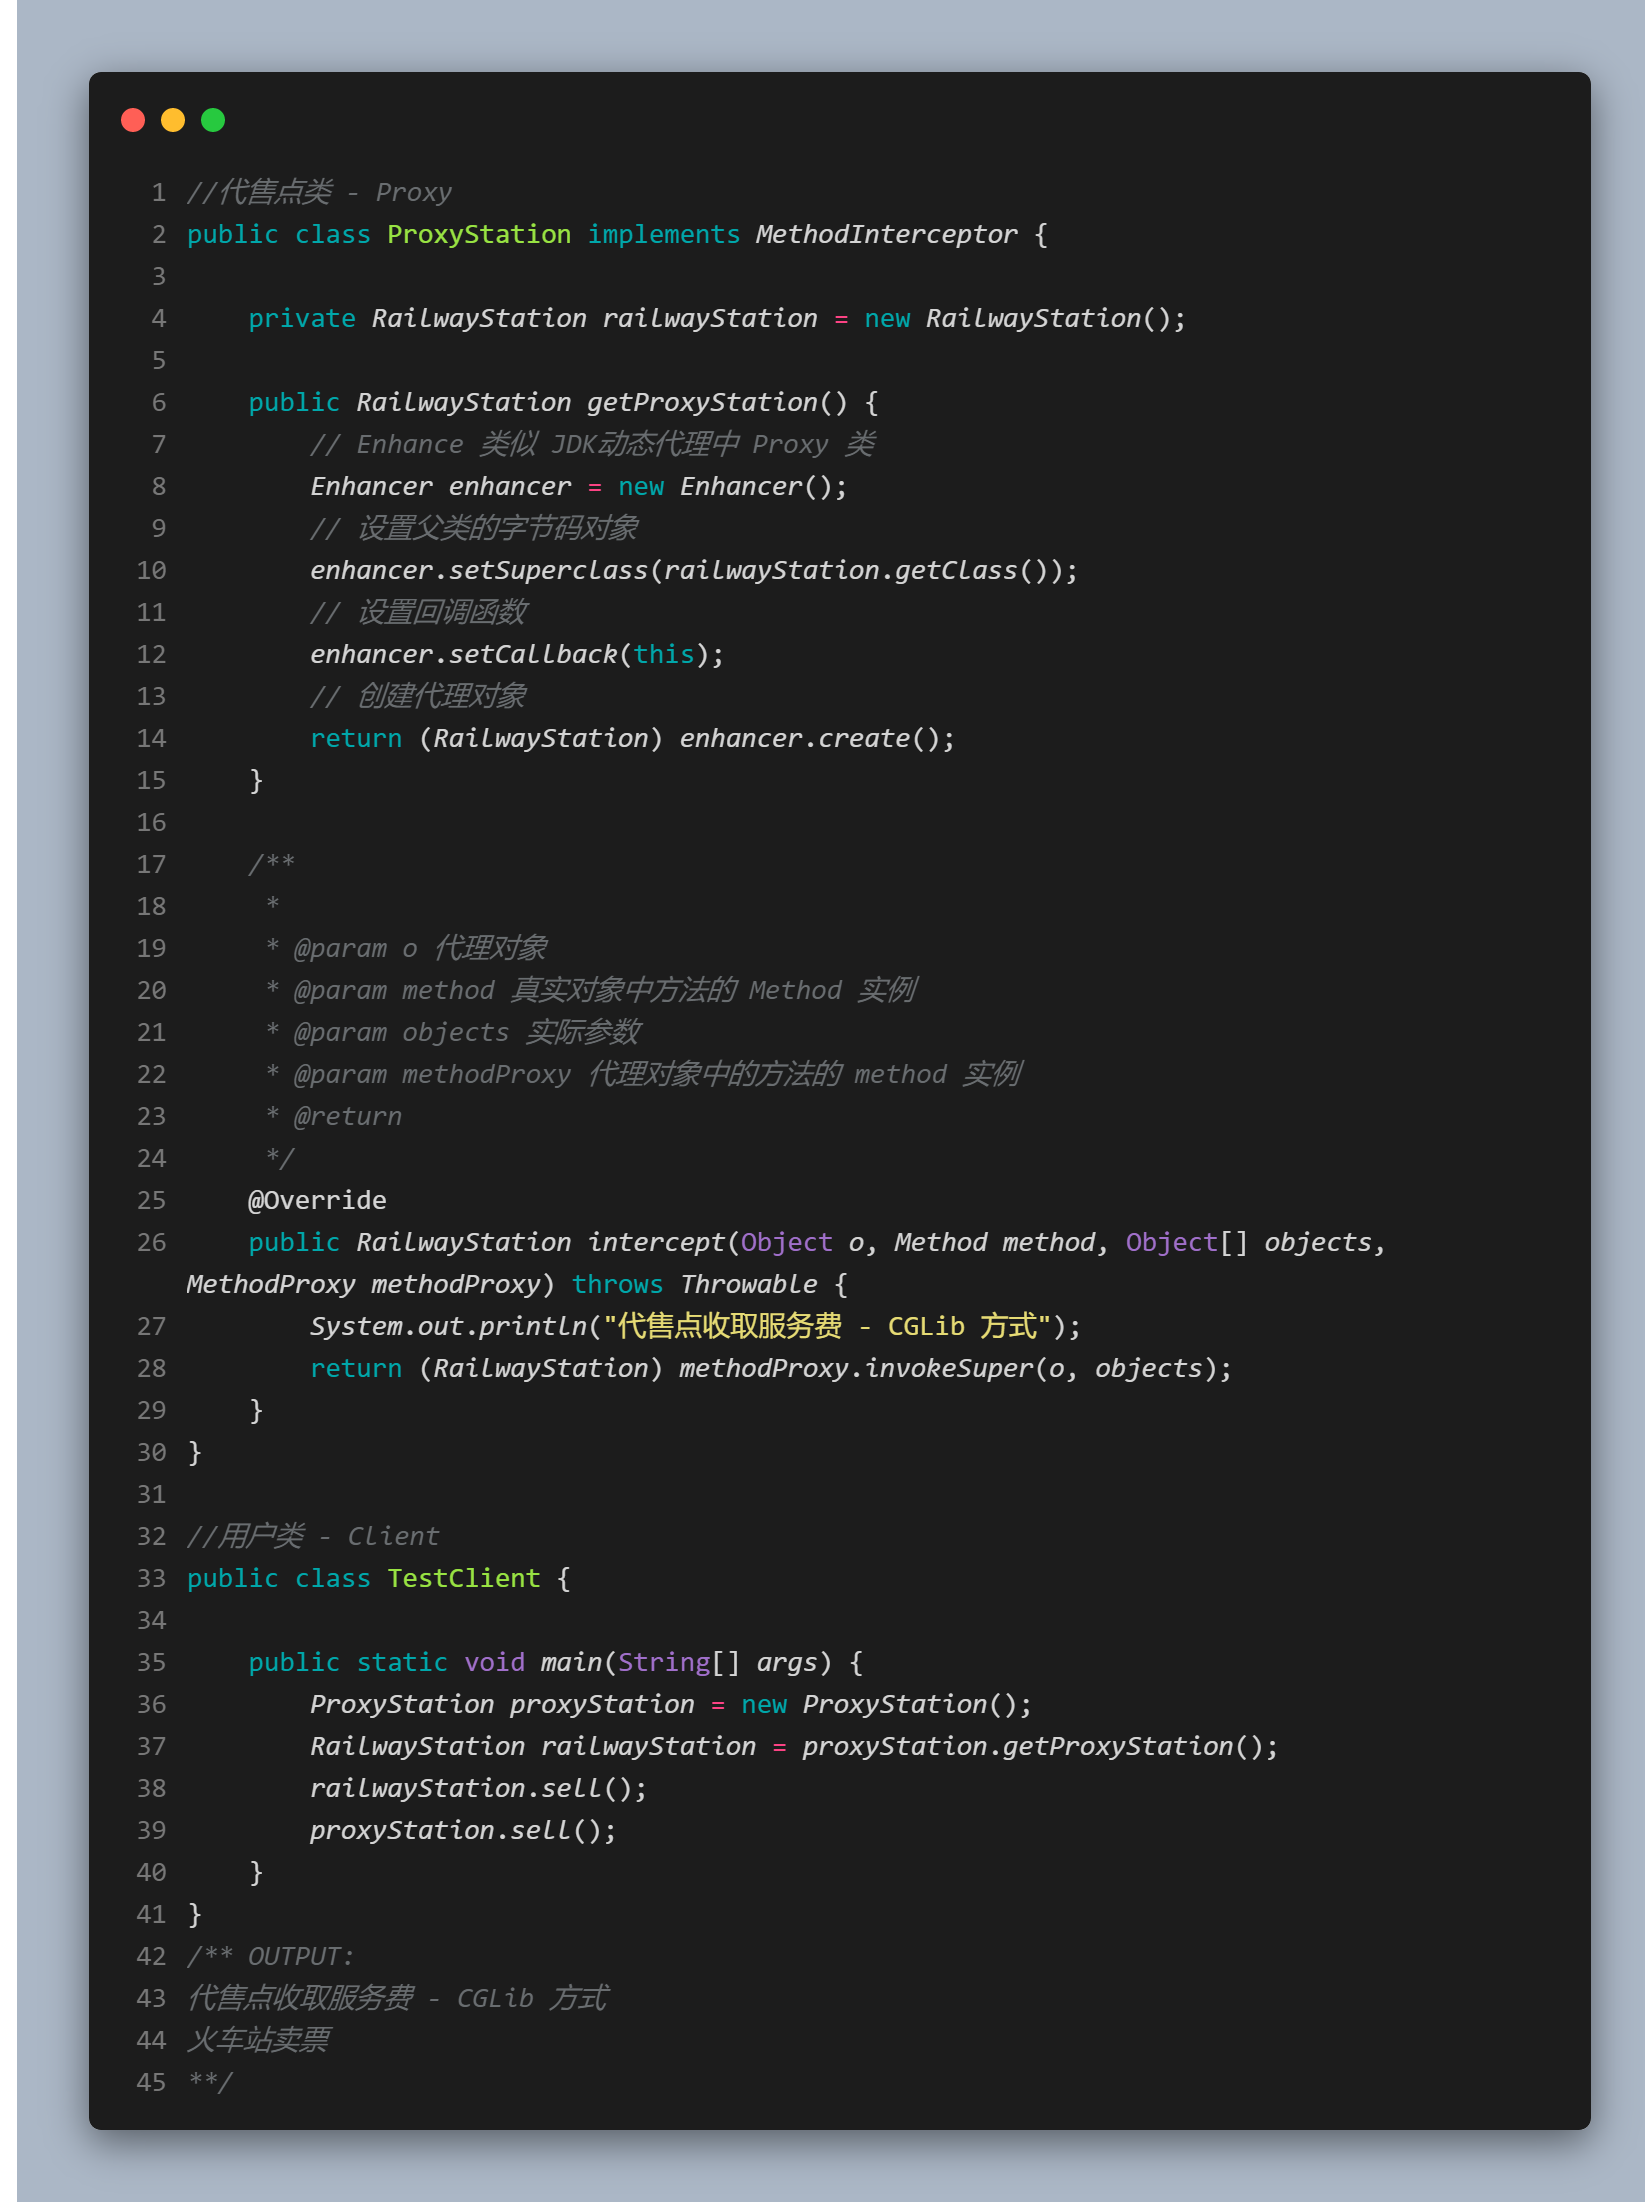 1 //代售点类 - Proxy
2 public class ProxyStation implements MethodInterceptor {
3
4     private RailwayStation railwayStation = new RailwayStation();
5
6     public RailwayStation getProxyStation() {
7         // Enhance 类似 JDK动态代理中 Proxy 类
8         Enhancer enhancer = new Enhancer();
9         // 设置父类的字节码对象
10         enhancer.setSuperclass(railwayStation.getClass());
11         // 设置回调函数
12         enhancer.setCallback(this);
13         // 创建代理对象
14         return (RailwayStation) enhancer.create();
15     }
16
17     /**
18      *
19      * @param o 代理对象
20      * @param method 真实对象中方法的 Method 实例
21      * @param objects 实际参数
22      * @param methodProxy 代理对象中的方法的 method 实例
23      * @return
24      */
25     @Override
26     public RailwayStation intercept(Object o, Method method, Object[] objects,
MethodProxy methodProxy) throws Throwable {
27         System.out.println("代售点收取服务费 - CGLib 方式");
28         return (RailwayStation) methodProxy.invokeSuper(o, objects);
29     }
30 }
31
32 //用户类 - Client
33 public class TestClient {
34
35     public static void main(String[] args) {
36         ProxyStation proxyStation = new ProxyStation();
37         RailwayStation railwayStation = proxyStation.getProxyStation();
38         railwayStation.sell();
39         proxyStation.sell();
40     }
41 }
42 /** OUTPUT:
43 代售点收取服务费 - CGLib 方式
44 火车站卖票
45 **/